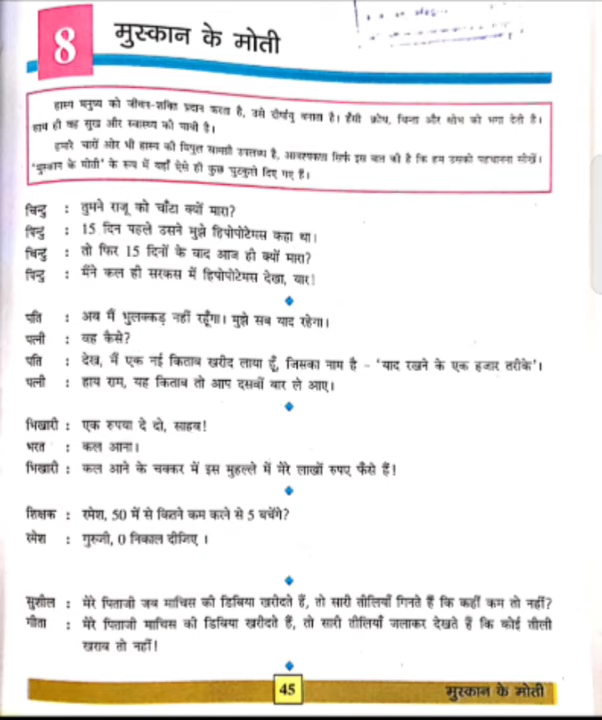 8
मुस्कान के मोती
हास्य मनुष्य को जीवन-शक्ति प्रदान करता है, उसे दीर्घायु बनाता है। हँसी क्रोध, चिन्ता और क्षोभ को भगा देती है।
साथ ही वह सुख और स्वास्थ्य की चाबी है।
हमारे चारों ओर भी हास्य की विपुल सामग्री उपलब्ध है, आवश्यकता सिर्फ इस बात की है कि हम उसको पहचानना सीखें।
'मुस्कान के मोती' के रूप में यहाँ ऐसे ही कुछ चुटकुले दिए गए हैं।
चिन्टु : तुमने राजू को चाँटा क्यों मारा?
पिन्टु : 15 दिन पहले उसने मुझे हिपोपोटेमस कहा था।
चिन्टु : तो फिर 15 दिनों के बाद आज ही क्यों मारा?
पिन्टु : मैंने कल ही सरकस में हिपोपोटेमस देखा, यार!
पति : अब मैं भुलक्कड़ नहीं रहूँगा। मुझे सब याद रहेगा।
पत्नी : वह कैसे?
पति : देख, मैं एक नई किताब खरीद लाया हूँ, जिसका नाम है - 'याद रखने के एक हजार तरीके'।
पत्नी : हाय राम, यह किताब तो आप दसवीं बार ले आए।
भिखारी : एक रुपया दे दो, साहब!
भरत : कल आना।
भिखारी : कल आने के चक्कर में इस मुहल्ले में मेरे लाखों रुपए फँसे हैं!
शिक्षक : रमेश, 50 में से कितने कम करने से 5 बचेंगे?
रमेश : गुरुजी, 0 निकाल दीजिए ।
सुशील : मेरे पिताजी जब माचिस की डिबिया खरीदते हैं, तो सारी तीलियाँ गिनते हैं कि कहीं कम तो नहीं?
गीता : मेरे पिताजी माचिस की डिबिया खरीदते हैं, तो सारी तीलियाँ जलाकर देखते हैं कि कोई तीली
खराब तो नहीं!
45
मुस्कान के मोती